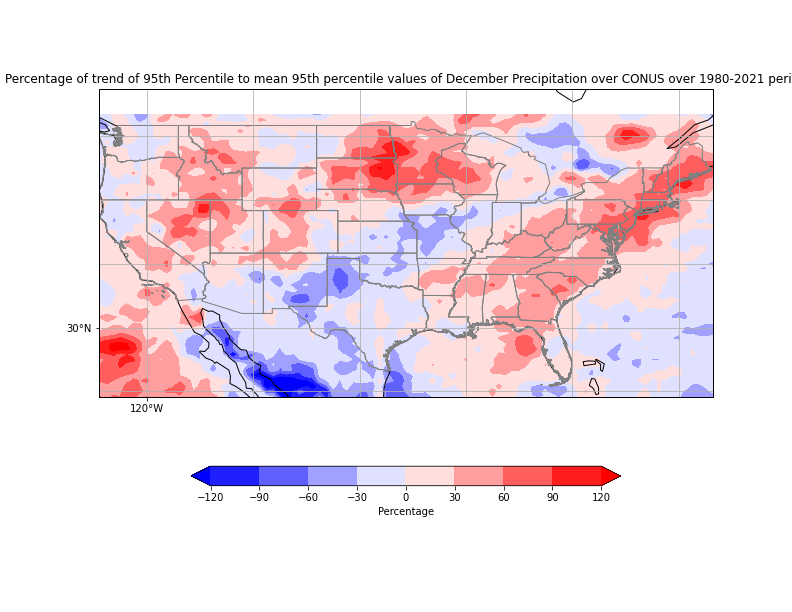 Percentage of trend of 95th Percentile to mean 95th percentile values of December Precipitation over CONUS over 1980-2021 peri
30°N
120°W
−120 −90 −60 −30 0 30 60 90 120
Percentage